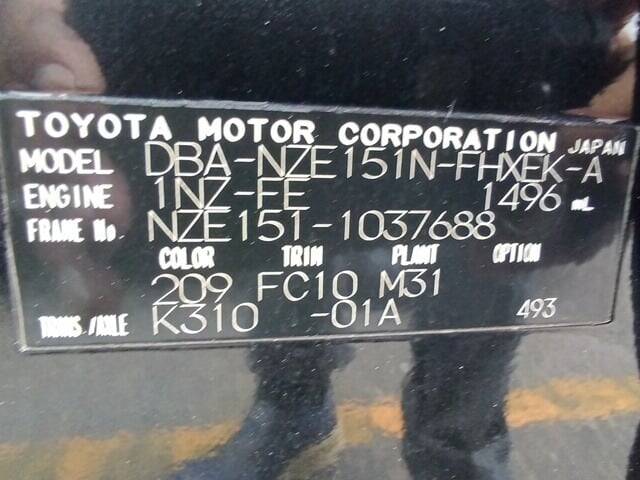 TOYOTA MOTOR CORPORATION JAPAN
MODEL DBA-NZE151N-FHXEK-A
ENGINE 1NZ-FE 1496 mL
FRAME No. NZE151-1037688
COLOR TRIM PLANT OPTION
209 FC10 M31
TRANS./AXLE K310 -01A 493